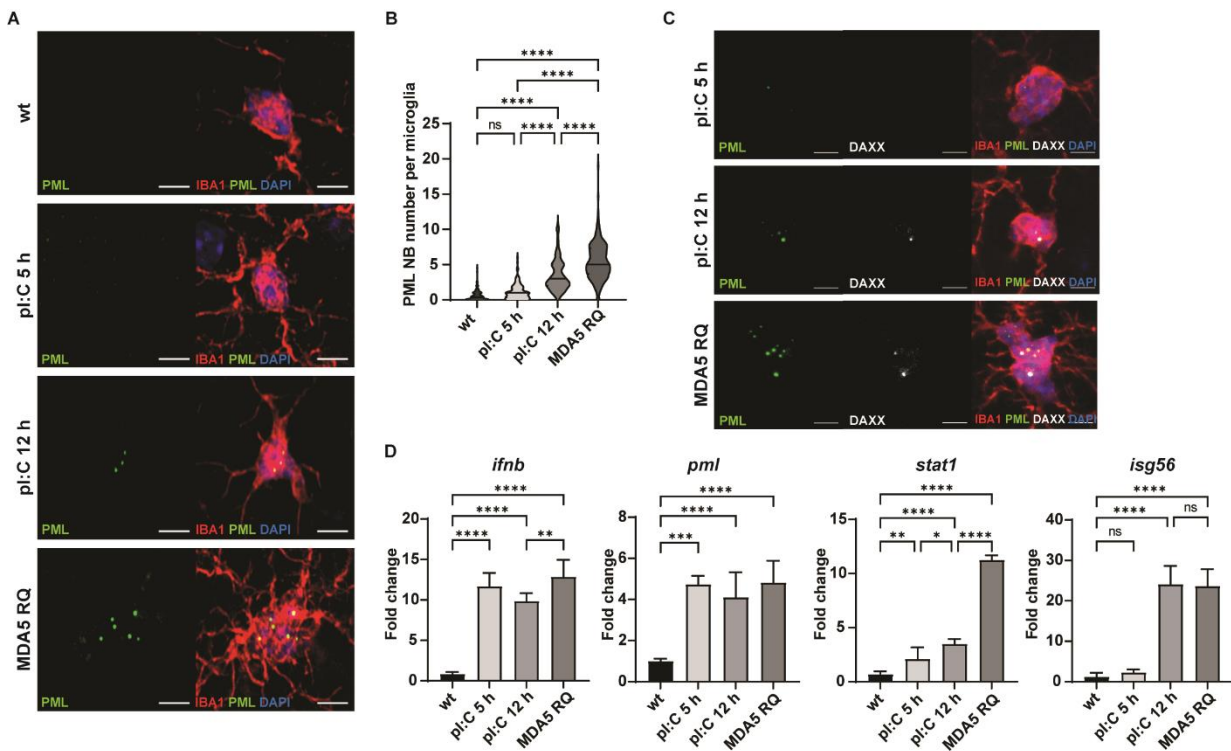 A
wt
PML
IBA1 PML DAPI
pI:C 5 h
PML
IBA1 PML DAPI
pI:C 12 h
PML
IBA1 PML DAPI
MDA5 RQ
PML
IBA1 PML DAPI
B
****
****
****
ns **** ****
PML NB number per microglia
25
20
15
10
5
0
wt
pI:C 5 h
pI:C 12 h
MDA5 RQ
C
pI:C 5 h
PML
DAXX
IBA1 PML DAXX DAPI
pI:C 12 h
PML
DAXX
IBA1 PML DAXX DAPI
MDA5 RQ
PML
DAXX
IBA1 PML DAXX DAPI
D
ifnb
****
****
**** **
Fold change
20
15
10
5
0
wt
pI:C 5 h
pI:C 12 h
MDA5 RQ
pml
****
****
***
Fold change
8
6
4
2
0
wt
pI:C 5 h
pI:C 12 h
MDA5 RQ
stat1
****
****
** * ****
Fold change
15
10
5
0
wt
pI:C 5 h
pI:C 12 h
MDA5 RQ
isg56
****
****
ns
ns
Fold change
40
30
20
10
0
wt
pI:C 5 h
pI:C 12 h
MDA5 RQ